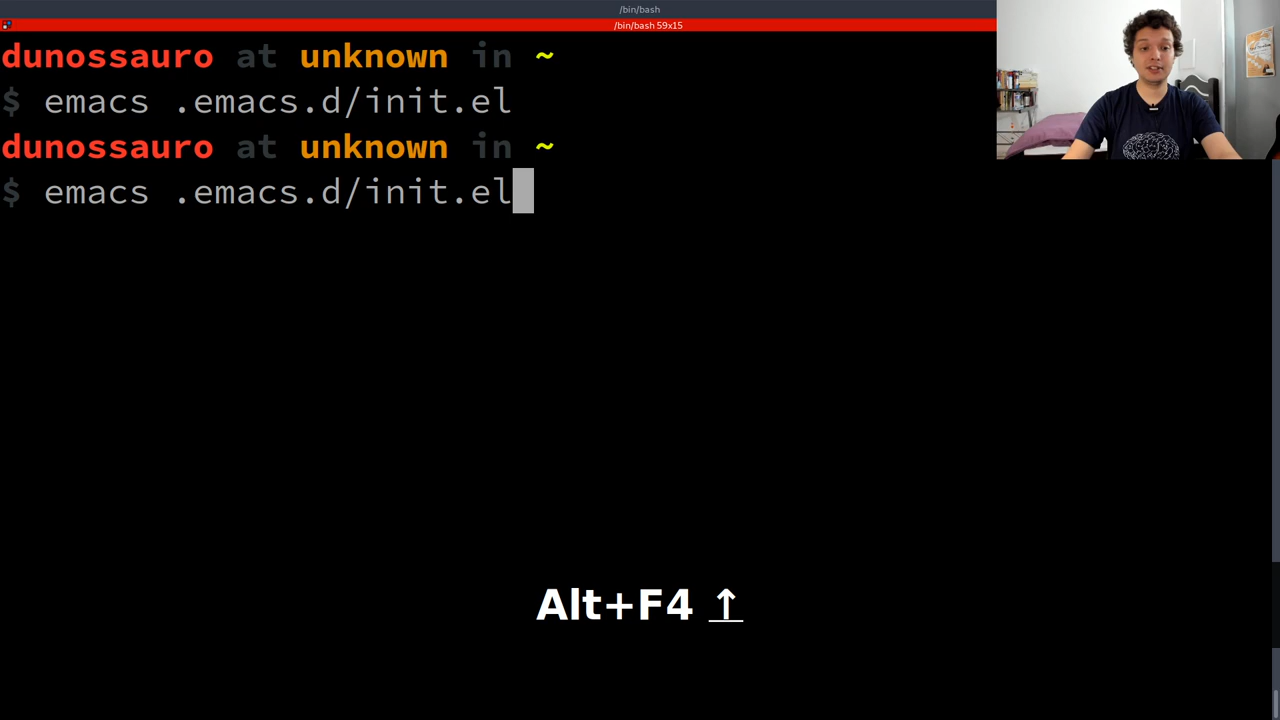 /bin/bash
/bin/bash 59x15
dunossauro at unknown in ~
$ emacs .emacs.d/init.el
dunossauro at unknown in ~
$ emacs .emacs.d/init.el
Alt+F4 ↑